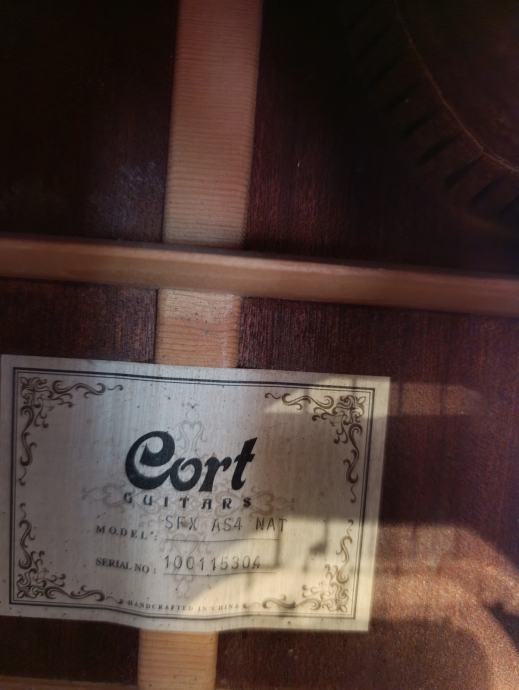 Cort
GUITARS
MODEL : SFX AS4 NAT
SERIAL NO : 100115304
HANDCRAFTED IN CHINA